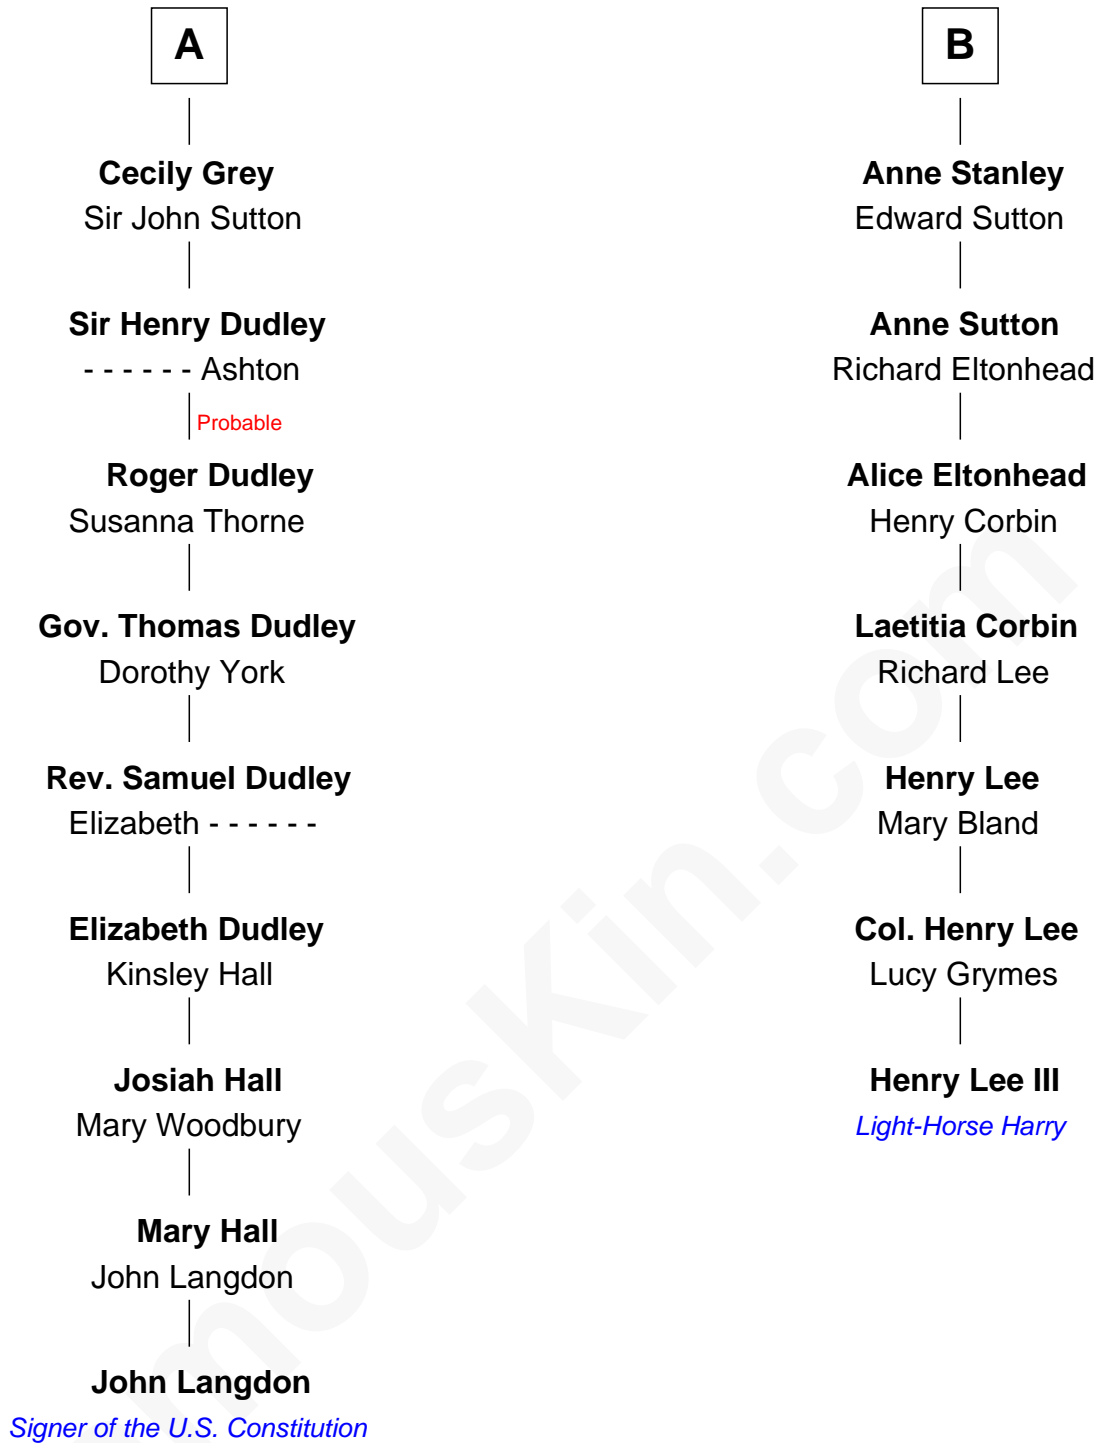 A
Cecily Grey
Sir John Sutton
Sir Henry Dudley
- - - - - - Ashton
Probable
Roger Dudley
Susanna Thorne
Gov. Thomas Dudley
Dorothy York
Rev. Samuel Dudley
Elizabeth - - - - - -
Elizabeth Dudley
Kinsley Hall
Josiah Hall
Mary Woodbury
Mary Hall
John Langdon
John Langdon
Signer of the U.S. Constitution
B
Anne Stanley
Edward Sutton
Anne Sutton
Richard Eltonhead
Alice Eltonhead
Henry Corbin
Laetitia Corbin
Richard Lee
Henry Lee
Mary Bland
Col. Henry Lee
Lucy Grymes
Henry Lee III
Light-Horse Harry
mousKin.com